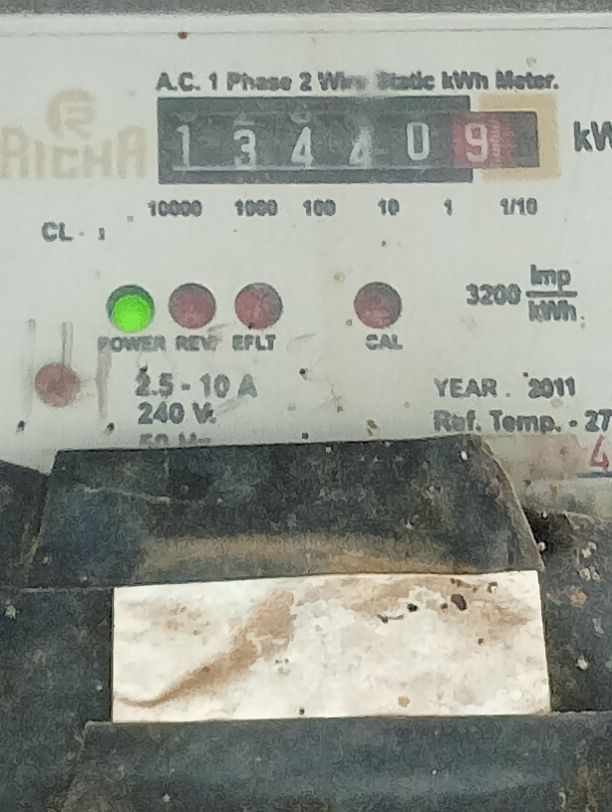 A.C. 1 Phase 2 Wire Static kWh Meter.
RICHA
1 3 4 4 0 9
10000 1000 100 10 1 1/10
CL.
3200 Imp/kWh
POWER REV EFLT CAL
2.5 - 10 A
240 V.
YEAR . 2011
Ref. Temp. - 27
4